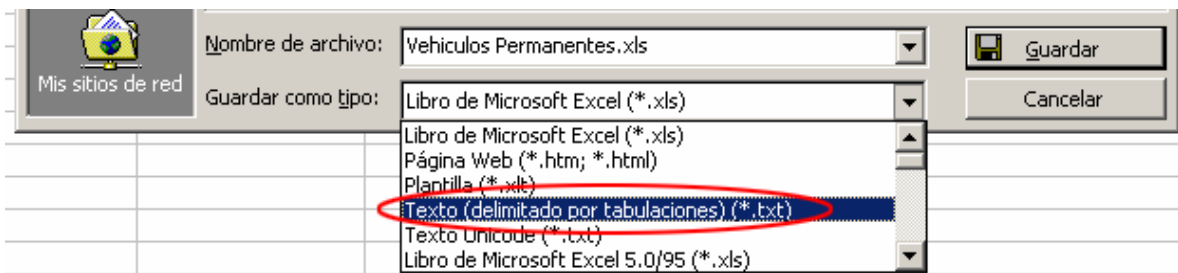 Nombre de archivo: Vehiculos Permanentes.xls Guardar
Mis sitios de red
Guardar como tipo: Libro de Microsoft Excel (*.xls) Cancelar
Libro de Microsoft Excel (*.xls)
Página Web (*.htm; *.html)
Plantilla (*.xlt)
Texto (delimitado por tabulaciones) (*.txt)
Texto Unicode (*.txt)
Libro de Microsoft Excel 5.0/95 (*.xls)